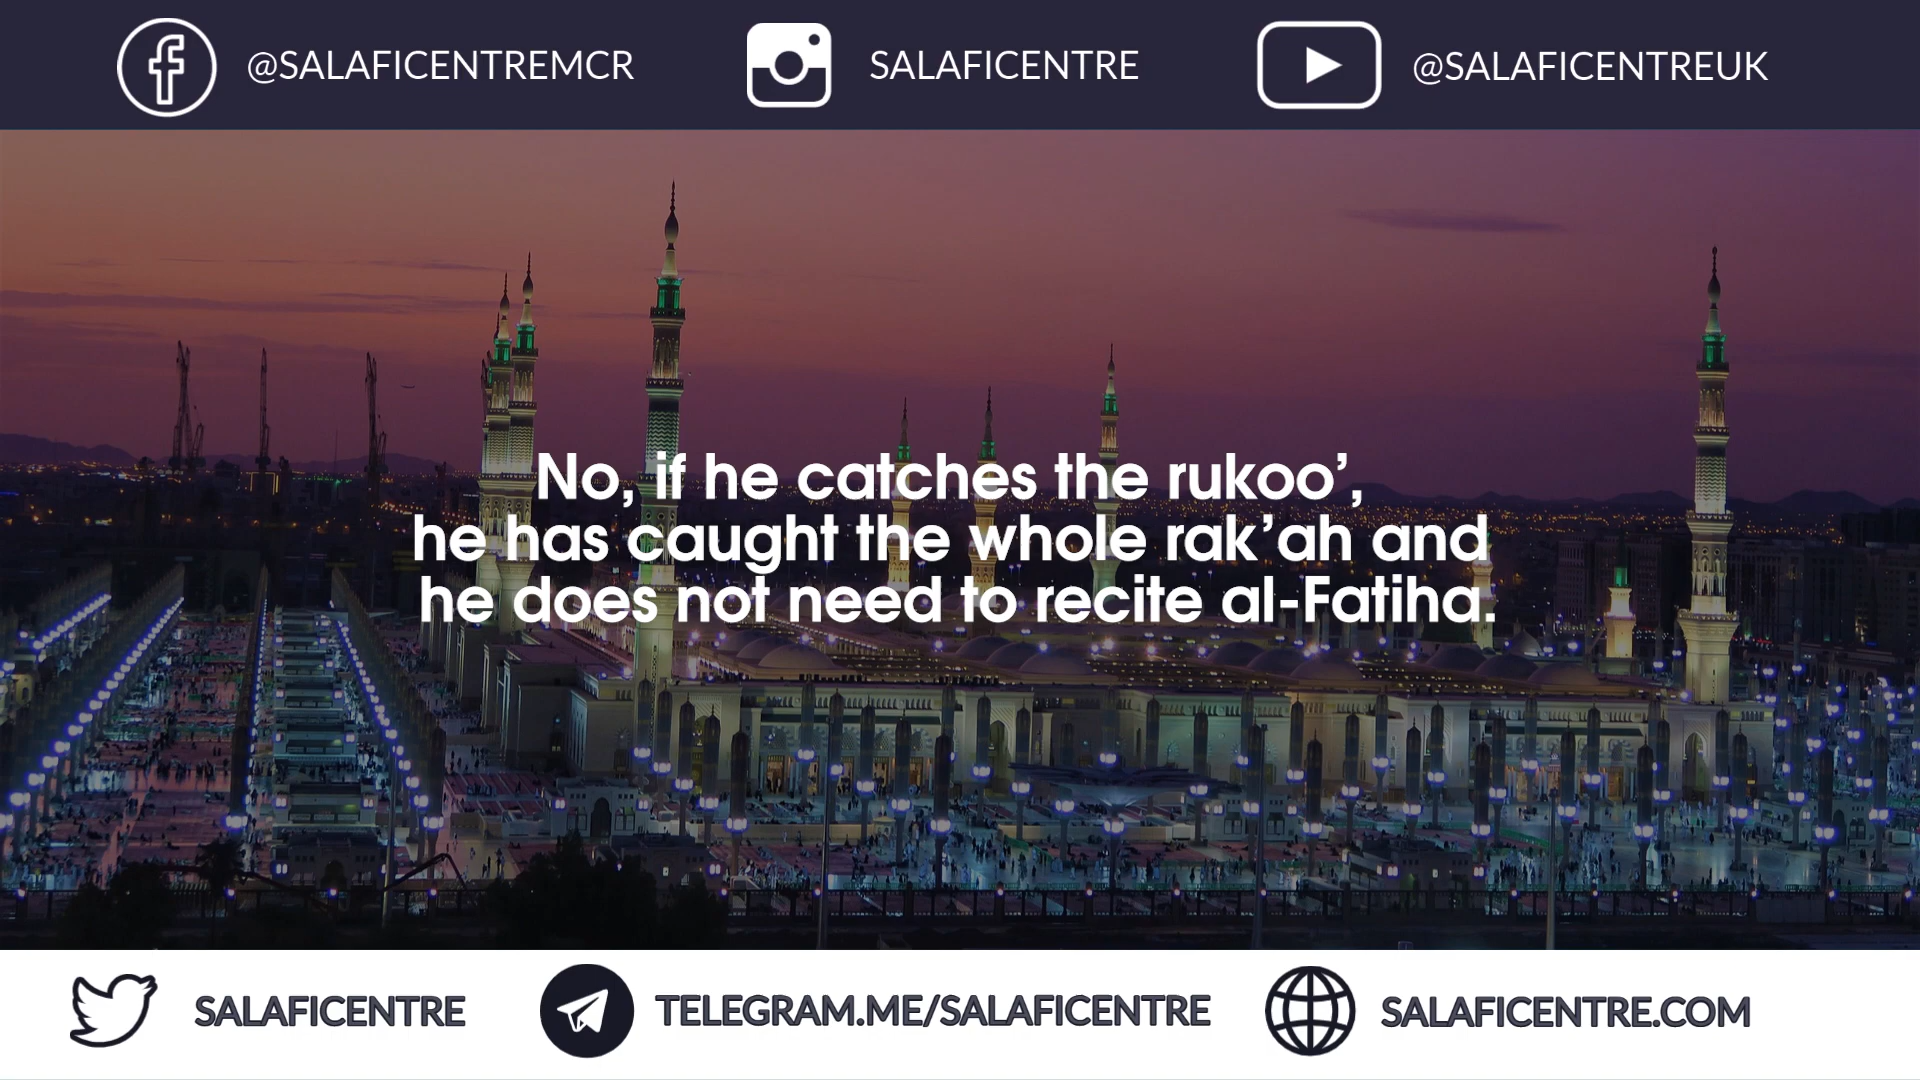 @SALAFICENTREMCR
SALAFICENTRE
@SALAFICENTREUK
No, if he catches the rukoo’,
he has caught the whole rak’ah and
he does not need to recite al-Fatiha.
SALAFICENTRE
TELEGRAM.ME/SALAFICENTRE
SALAFICENTRE.COM